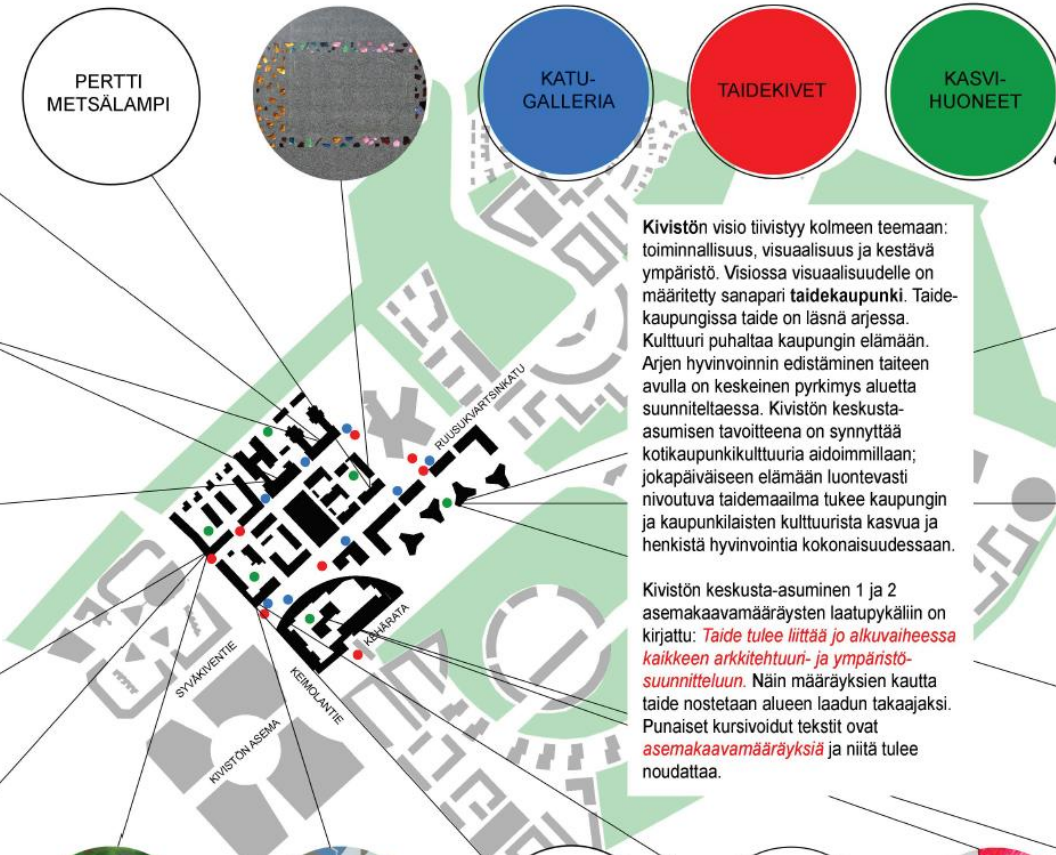 PERTTI
METSÄLAMPI
KATU-
GALLERIA
TAIDEKIVET
KASVI-
HUONEET
Kivistön visio tiivistyy kolmeen teemaan:
toiminnallisuus, visuaalisuus ja kestävä
ympäristö. Visiossa visuaalisuudelle on
määritetty sanapari taidekaupunki. Taide-
kaupungissa taide on läsnä arjessa.
Kulttuuri puhaltaa kaupungin elämään.
Arjen hyvinvoinnin edistäminen taiteen
avulla on keskeinen pyrkimys aluetta
suunniteltaessa. Kivistön keskusta-
asumisen tavoitteena on synnyttää
kotikaupunkikulttuuria aidoimmillaan;
jokapäiväiseen elämään luontevasti
nivoutuva taidemaailma tukee kaupungin
ja kaupunkilaisten kulttuurista kasvua ja
henkistä hyvinvointia kokonaisuudessaan.
Kivistön keskusta-asuminen 1 ja 2
asemakaavamääräysten laatupykäliin on
kirjattu: Taide tulee liittää jo alkuvaiheessa
kaikkeen arkkitehtuuri- ja ympäristö-
suunnitteluun. Näin määräyksien kautta
taide nostetaan alueen laadun takaajaksi.
Punaiset kursivoidut tekstit ovat
asemakaavamääräyksiä ja niitä tulee
noudattaa.
RUUSUKVARTSINKATU
KEHÄRATA
SYVÄKIVENTIE
KEIMOLANTIE
KIVISTÖN ASEMA